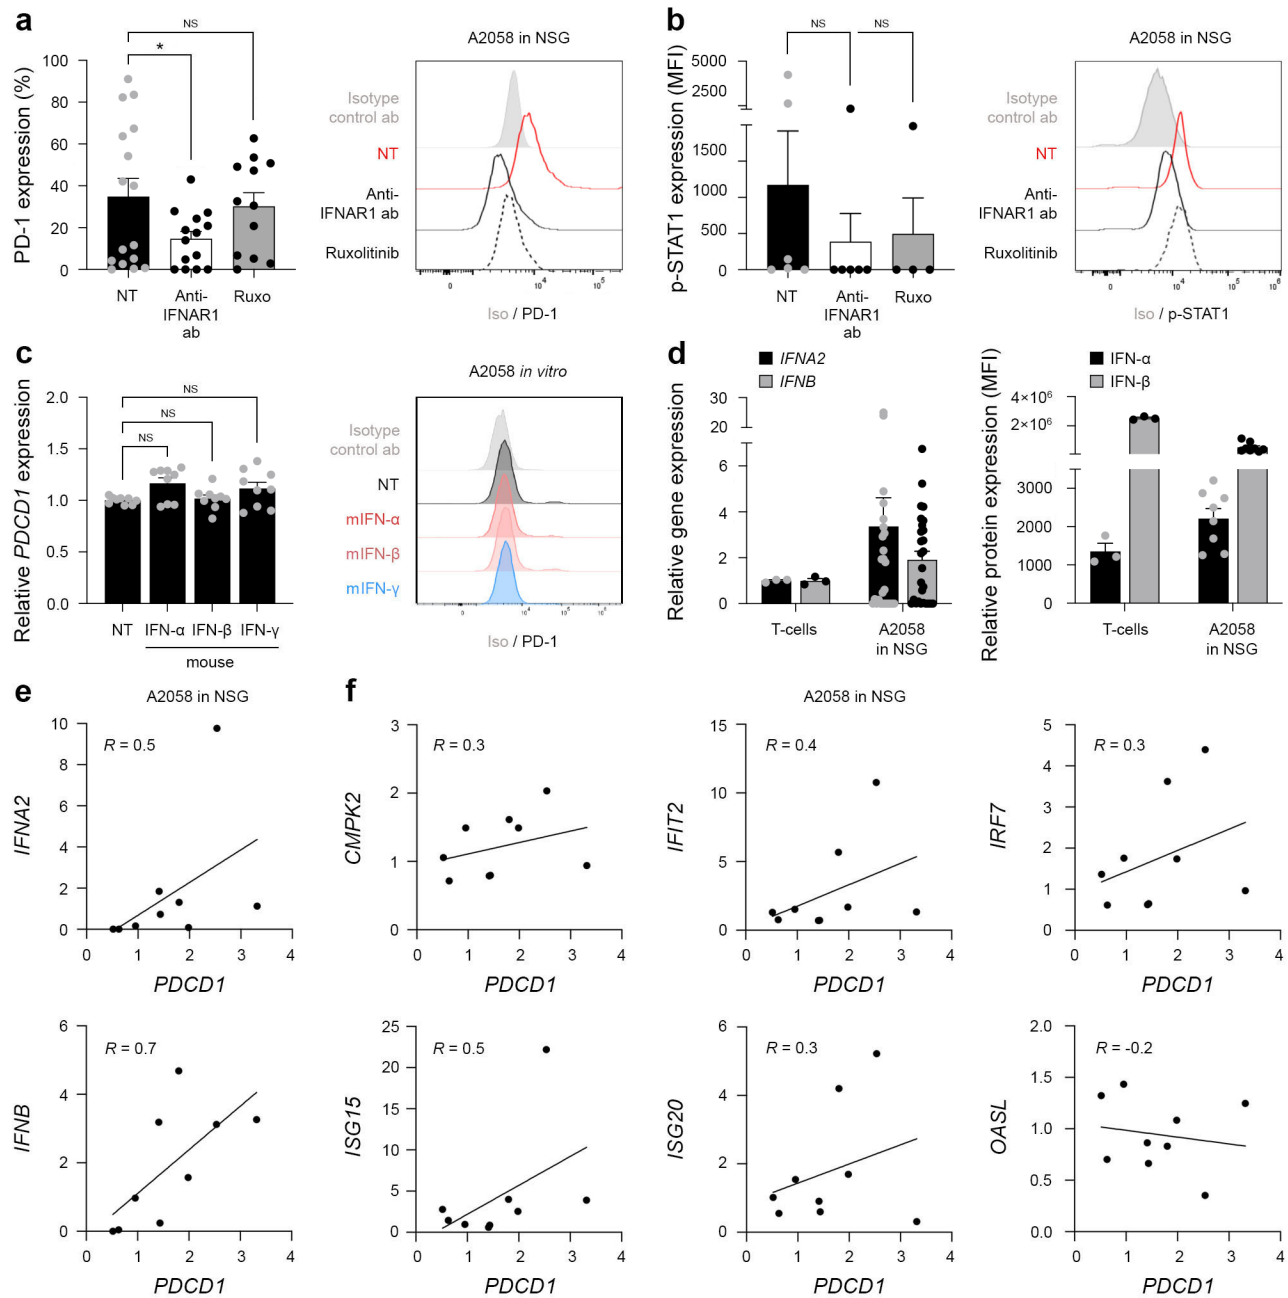 a
NS
*
PD-1 expression (%)
100
80
60
40
20
0
NT
Anti-
IFNAR1
ab
Ruxo
A2058 in NSG
Isotype
control ab
NT
Anti-
IFNAR1 ab
Ruxolitinib
0
10⁴
10⁵
Iso / PD-1
b
NS
NS
p-STAT1 expression (MFI)
5000
2500
1500
1000
500
0
NT
Anti-
IFNAR1
ab
Ruxo
A2058 in NSG
Isotype
control ab
NT
Anti-
IFNAR1 ab
Ruxolitinib
0
10⁴
10⁵
10⁶
Iso / p-STAT1
c
NS
NS
NS
Relative PDCD1 expression
2.0
1.5
1.0
0.5
0.0
NT
IFN-α
IFN-β
IFN-γ
mouse
A2058 in vitro
Isotype
control ab
NT
mIFN-α
mIFN-β
mIFN-γ
0
10⁴
Iso / PD-1
d
IFNA2
IFNB
Relative gene expression
30
20
6
4
2
0
T-cells
A2058
in NSG
IFN-α
IFN-β
Relative protein expression (MFI)
4×10⁶
2×10⁶
3000
2000
1000
0
T-cells
A2058
in NSG
e
A2058 in NSG
R = 0.5
IFNA2
10
8
6
4
2
0
0
1
2
3
4
PDCD1
f
A2058 in NSG
R = 0.3
CMPK2
3
2
1
0
0
1
2
3
4
PDCD1
R = 0.4
IFIT2
15
10
5
0
0
1
2
3
4
PDCD1
R = 0.3
IRF7
5
4
3
2
1
0
0
1
2
3
4
PDCD1
R = 0.7
IFNB
6
4
2
0
0
1
2
3
4
PDCD1
R = 0.5
ISG15
25
20
15
10
5
0
0
1
2
3
4
PDCD1
R = 0.3
ISG20
6
4
2
0
0
1
2
3
4
PDCD1
R = -0.2
OASL
2.0
1.5
1.0
0.5
0.0
0
1
2
3
4
PDCD1